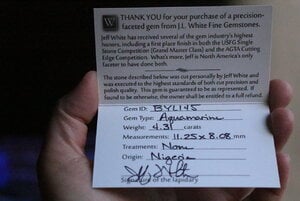 W
THANK YOU for your purchase of a precision-
faceted gem from J.L. White Fine Gemstones.
Jeff White has received several of the gem industry's highest
honors, including a first place finish in both the USFG Single
Stone Competition (Grand Master Class) and the AGTA Cutting
Edge Competition. What's more, Jeff is North America's only
faceter to have done both.
The stone described below was cut personally by Jeff White and
was executed to the highest standards of both cut precision and
polish quality. This gem is guaranteed to be as represented. If
found to be otherwise, the owner shall be entitled to a full refund.
Gem ID: BYL145
Gem Type: Aquamarine
Weight: 4.31 carats
Measurements: 11.25 x 8.08 mm
Treatments: None
Origin: Nigeria
Signature of the lapidary